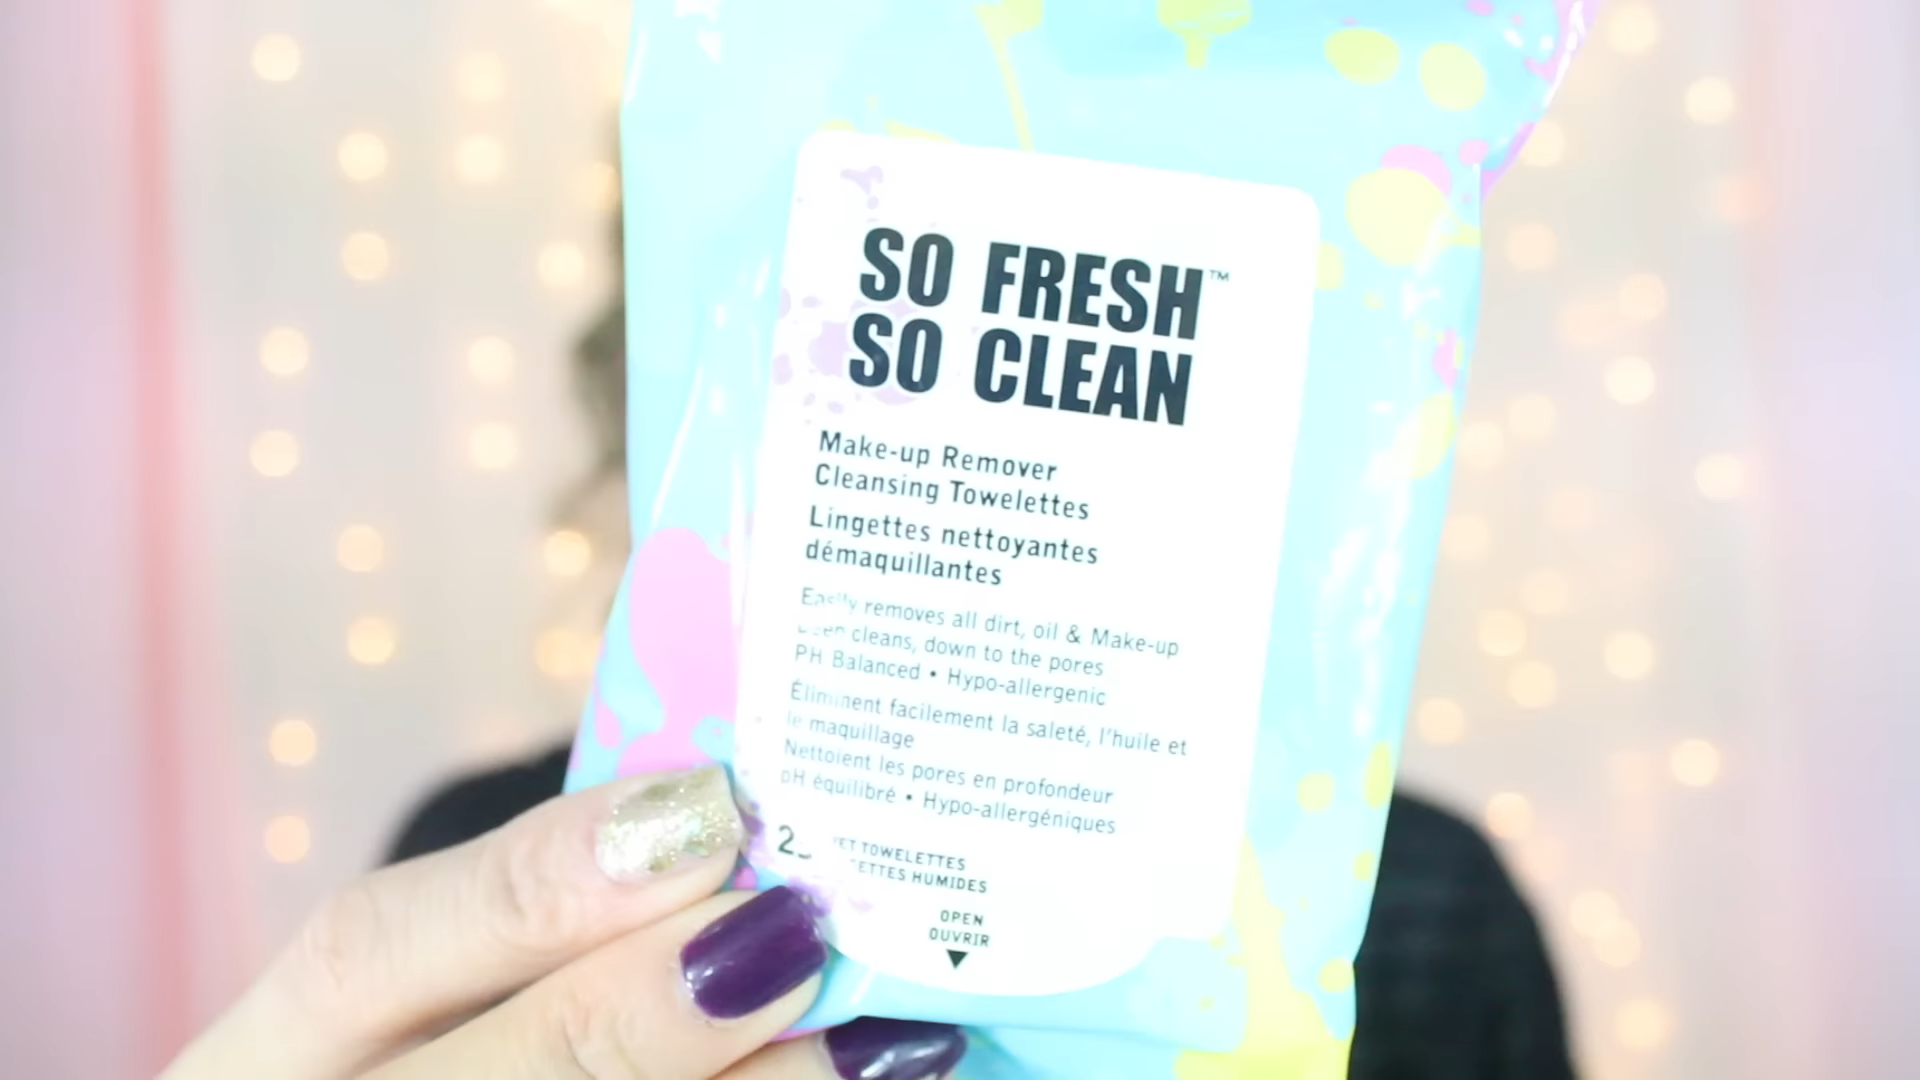 SO FRESH™
SO CLEAN
Make-up Remover
Cleansing Towelettes
Lingettes nettoyantes
démaquillantes
Easily removes all dirt, oil & Make-up
cleans, down to the pores
PH Balanced • Hypo-allergenic
Éliminent facilement la saleté, l'huile et
le maquillage
Nettoient les pores en profondeur
pH équilibré • Hypo-allergéniques
TOWELETTES
HUMIDES
OPEN
OUVRIR